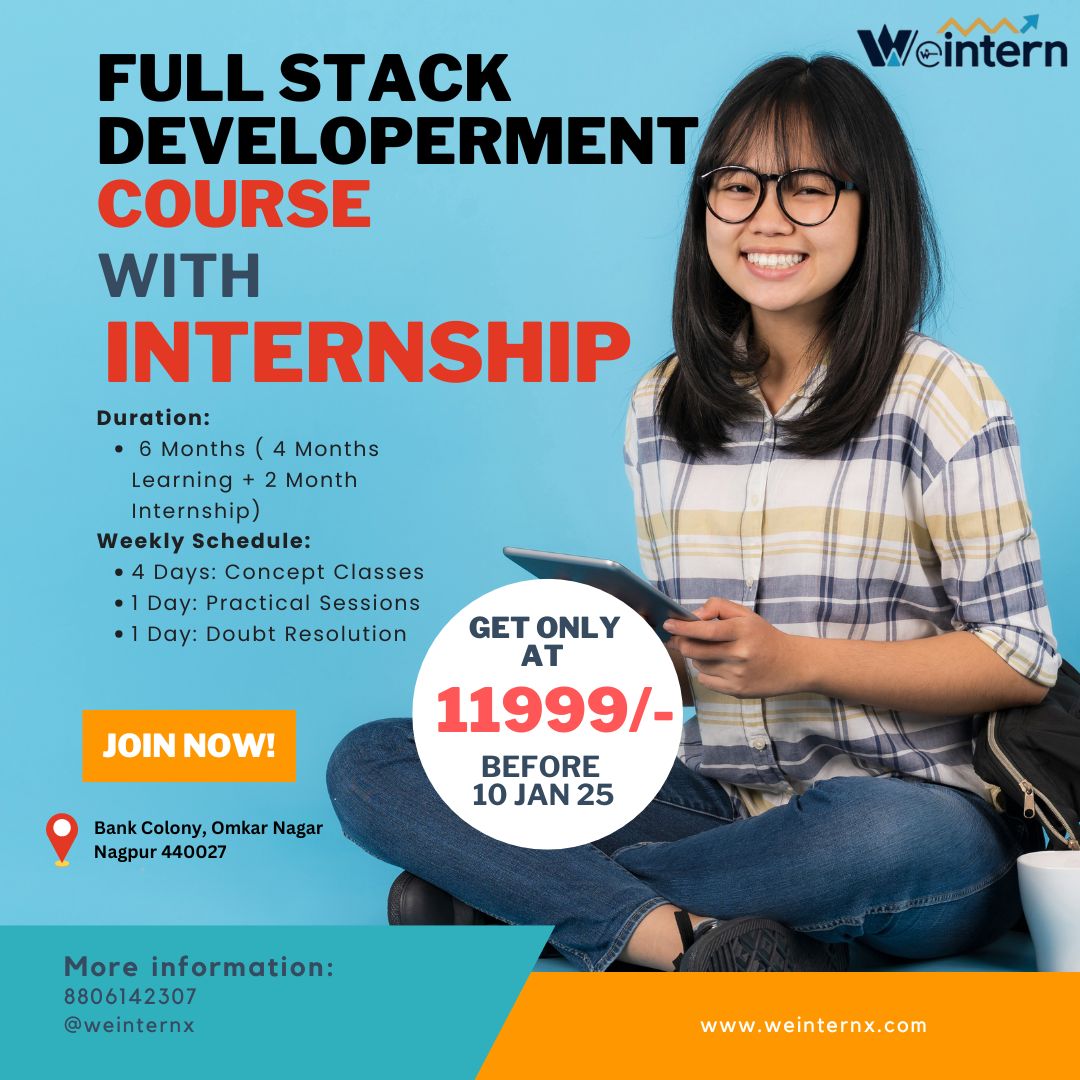 Weintern
FULL STACK
DEVELOPERMENT
COURSE
WITH
INTERNSHIP
Duration:
• 6 Months ( 4 Months
Learning + 2 Month
Internship)
Weekly Schedule:
• 4 Days: Concept Classes
• 1 Day: Practical Sessions
• 1 Day: Doubt Resolution
GET ONLY
AT
11999/-
BEFORE
10 JAN 25
JOIN NOW!
Bank Colony, Omkar Nagar
Nagpur 440027
More information:
8806142307
@weinternx
www.weinternx.com